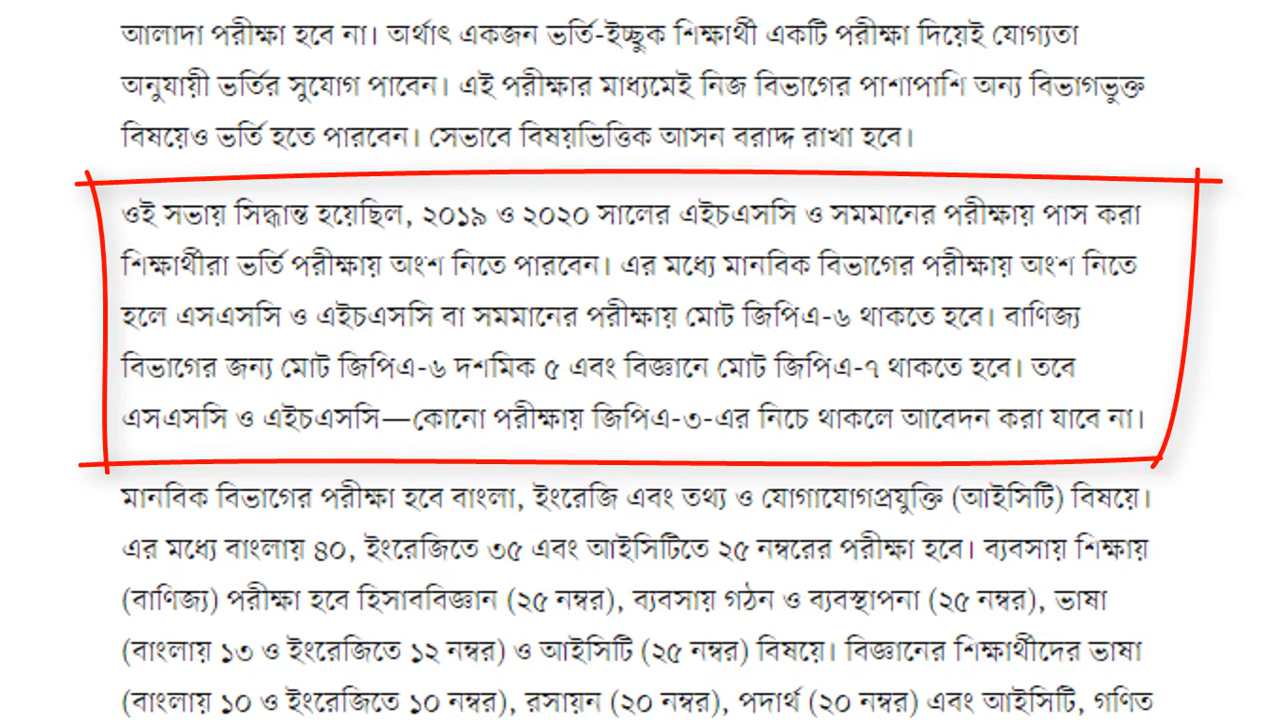 আলাদা পরীক্ষা হবে না। অর্থাৎ একজন ভর্তি-ইচ্ছুক শিক্ষার্থী একটি পরীক্ষা দিয়েই যোগ্যতা
অনুযায়ী ভর্তির সুযোগ পাবেন। এই পরীক্ষার মাধ্যমেই নিজ বিভাগের পাশাপাশি অন্য বিভাগভুক্ত
বিষয়েও ভর্তি হতে পারবেন। সেভাবে বিষয়ভিত্তিক আসন বরাদ্দ রাখা হবে।
ওই সভায় সিদ্ধান্ত হয়েছিল, ২০১৯ ও ২০২০ সালের এইচএসসি ও সমমানের পরীক্ষায় পাস করা
শিক্ষার্থীরা ভর্তি পরীক্ষায় অংশ নিতে পারবেন। এর মধ্যে মানবিক বিভাগের পরীক্ষায় অংশ নিতে
হলে এসএসসি ও এইচএসসি বা সমমানের পরীক্ষায় মোট জিপিএ-৬ থাকতে হবে। বাণিজ্য
বিভাগের জন্য মোট জিপিএ-৬ দশমিক ৫ এবং বিজ্ঞানে মোট জিপিএ-৭ থাকতে হবে। তবে
এসএসসি ও এইচএসসি—কোনো পরীক্ষায় জিপিএ-৩-এর নিচে থাকলে আবেদন করা যাবে না।
মানবিক বিভাগের পরীক্ষা হবে বাংলা, ইংরেজি এবং তথ্য ও যোগাযোগপ্রযুক্তি (আইসিটি) বিষয়ে।
এর মধ্যে বাংলায় ৪০, ইংরেজিতে ৩৫ এবং আইসিটিতে ২৫ নম্বরের পরীক্ষা হবে। ব্যবসায় শিক্ষায়
(বাণিজ্য) পরীক্ষা হবে হিসাববিজ্ঞান (২৫ নম্বর), ব্যবসায় গঠন ও ব্যবস্থাপনা (২৫ নম্বর), ভাষা
(বাংলায় ১৩ ও ইংরেজিতে ১২ নম্বর) ও আইসিটি (২৫ নম্বর) বিষয়ে। বিজ্ঞানের শিক্ষার্থীদের ভাষা
(বাংলায় ১০ ও ইংরেজিতে ১০ নম্বর), রসায়ন (২০ নম্বর), পদার্থ (২০ নম্বর) এবং আইসিটি, গণিত